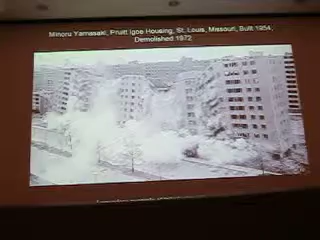 Minoru Yamasaki, Pruitt Igoe Housing, St. Louis, Missouri, Built 1954,
Demolished 1972